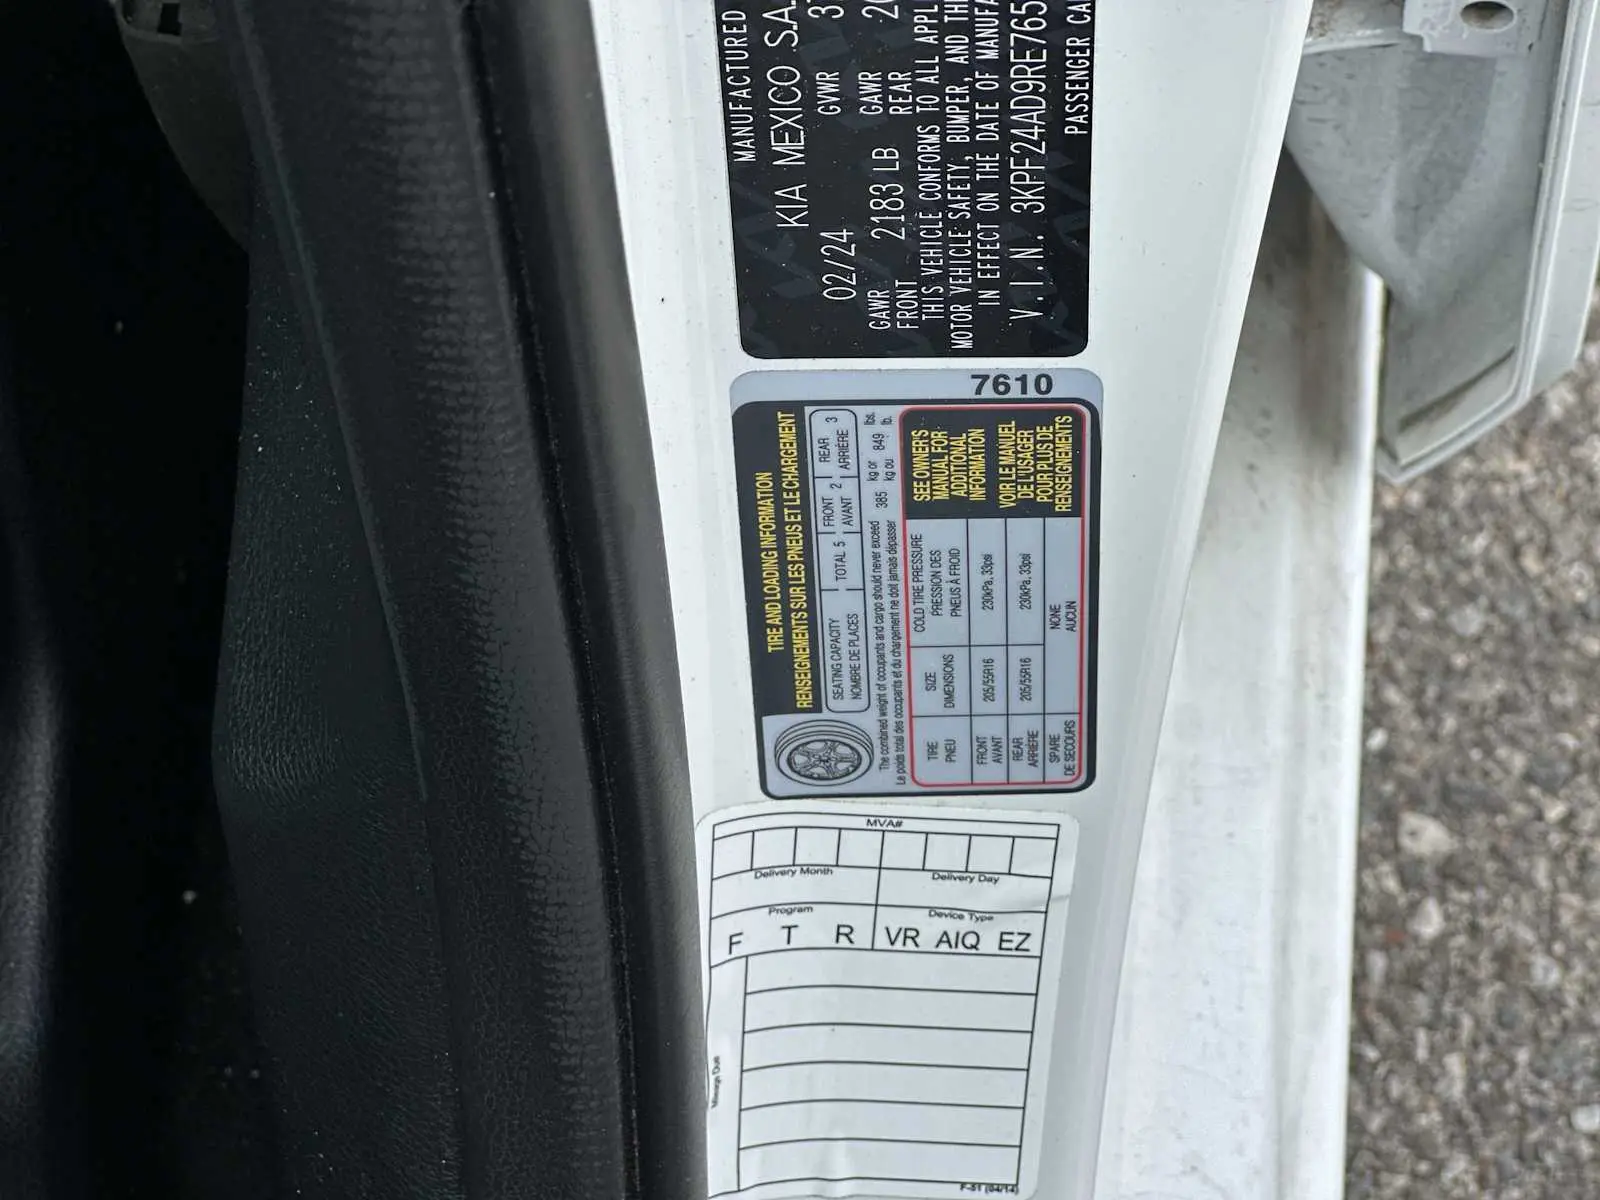 MANUFACTURED
KIA MEXICO S.A.
02/24 GVWR
GAWR FRONT 2183 LB GAWR REAR
THIS VEHICLE CONFORMS TO ALL APPL
MOTOR VEHICLE SAFETY, BUMPER, AND TH
IN EFFECT ON THE DATE OF MANUFA
V.I.N. 3KPF24AD9RE765
PASSENGER CA
7610
TIRE AND LOADING INFORMATION
RENSEIGNEMENTS SUR LES PNEUS ET LE CHARGEMENT
SEATING CAPACITY TOTAL 5 FRONT 2 REAR 3
NOMBRE DE PLACES AVANT ARRIÈRE
The combined weight of occupants and cargo should never exceed 385 kg or 849 lbs.
Le poids total des occupants et du chargement ne doit jamais dépasser kg ou lb.
TIRE SIZE COLD TIRE PRESSURE
PNEU DIMENSIONS PRESSION DES PNEUS À FROID
FRONT AVANT 205/55R16 230kPa, 33psi
REAR ARRIÈRE 205/55R16 230kPa, 33psi
SPARE DE SECOURS NONE AUCUN
SEE OWNER'S
MANUAL FOR
ADDITIONAL
INFORMATION
VOIR LE MANUEL
DE L'USAGER
POUR PLUS DE
RENSEIGNEMENTS
MVA#
Delivery Month Delivery Day
Program Device Type
F T R VR AIQ EZ
Mileage Due
F-51 (04/14)